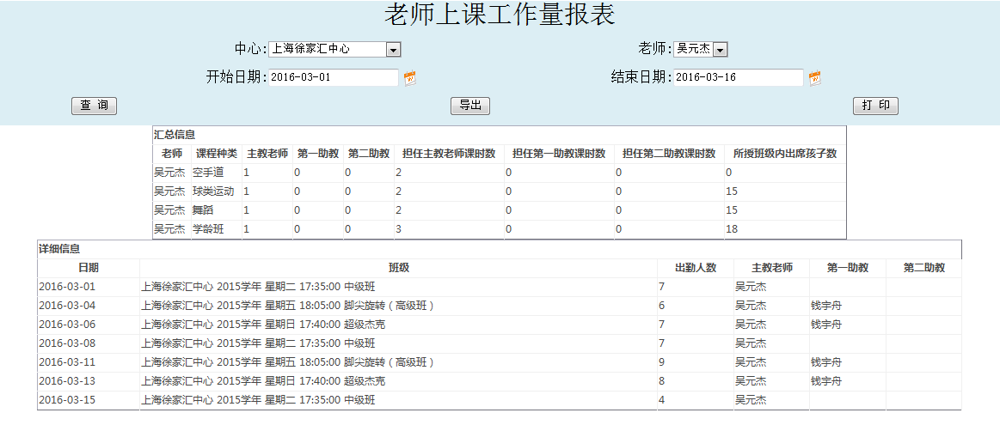 老师上课工作量报表
中心: 上海徐家汇中心 老师: 吴元杰
开始日期: 2016-03-01 结束日期: 2016-03-16
查 询 导出 打 印
汇总信息
老师 课程种类 主教老师 第一助教 第二助教 担任主教老师课时数 担任第一助教课时数 担任第二助教课时数 所授班级内出席孩子数
吴元杰 空手道 1 0 0 2 0 0 0
吴元杰 球类运动 1 0 0 2 0 0 15
吴元杰 舞蹈 1 0 0 2 0 0 15
吴元杰 学龄班 1 0 0 3 0 0 18
详细信息
日期 班级 出勤人数 主教老师 第一助教 第二助教
2016-03-01 上海徐家汇中心 2015学年 星期二 17:35:00 中级班 7 吴元杰
2016-03-04 上海徐家汇中心 2015学年 星期五 18:05:00 脚尖旋转（高级班） 6 吴元杰 钱宇舟
2016-03-06 上海徐家汇中心 2015学年 星期日 17:40:00 超级杰克 7 吴元杰 钱宇舟
2016-03-08 上海徐家汇中心 2015学年 星期二 17:35:00 中级班 7 吴元杰
2016-03-11 上海徐家汇中心 2015学年 星期五 18:05:00 脚尖旋转（高级班） 9 吴元杰 钱宇舟
2016-03-13 上海徐家汇中心 2015学年 星期日 17:40:00 超级杰克 8 吴元杰 钱宇舟
2016-03-15 上海徐家汇中心 2015学年 星期二 17:35:00 中级班 4 吴元杰